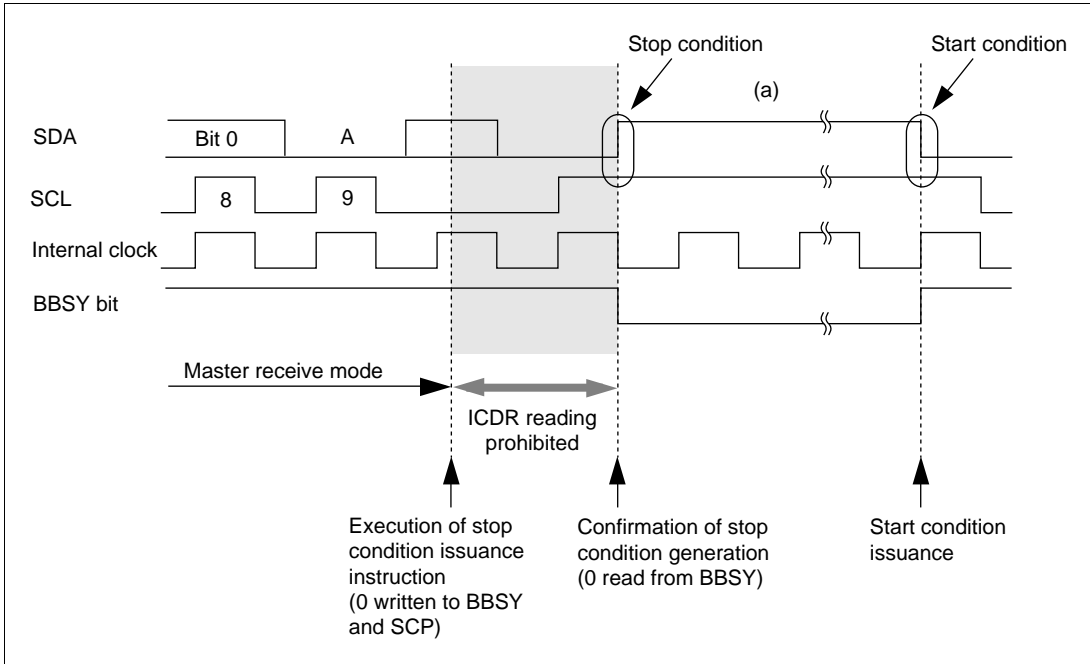 Stop condition
Start condition
(a)
SDA
Bit 0
A
SCL
8
9
Internal clock
BBSY bit
Master receive mode
ICDR reading
prohibited
Execution of stop
condition issuance
instruction
(0 written to BBSY
and SCP)
Confirmation of stop
condition generation
(0 read from BBSY)
Start condition
issuance